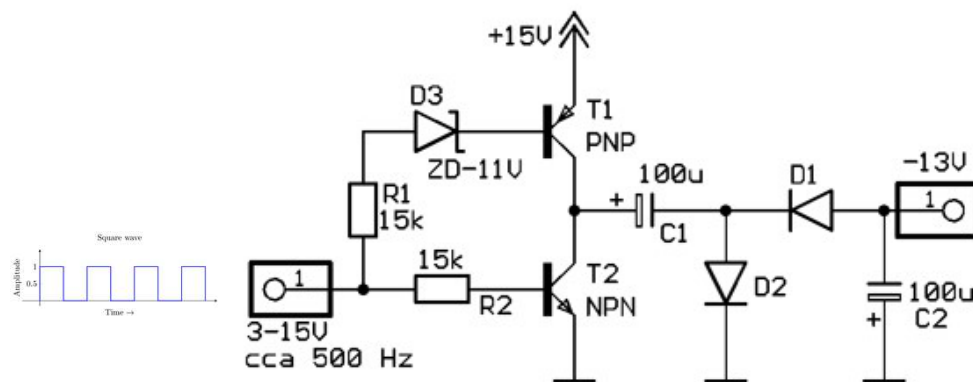 +15V
D3
T1
PNP
ZD-11V
R1
15k
100u
+
C1
D1
-13V
1
Square wave
Amplitude
1
0.5
Time →
1
15k
R2
T2
NPN
D2
100u
C2
+
3-15V
cca 500 Hz